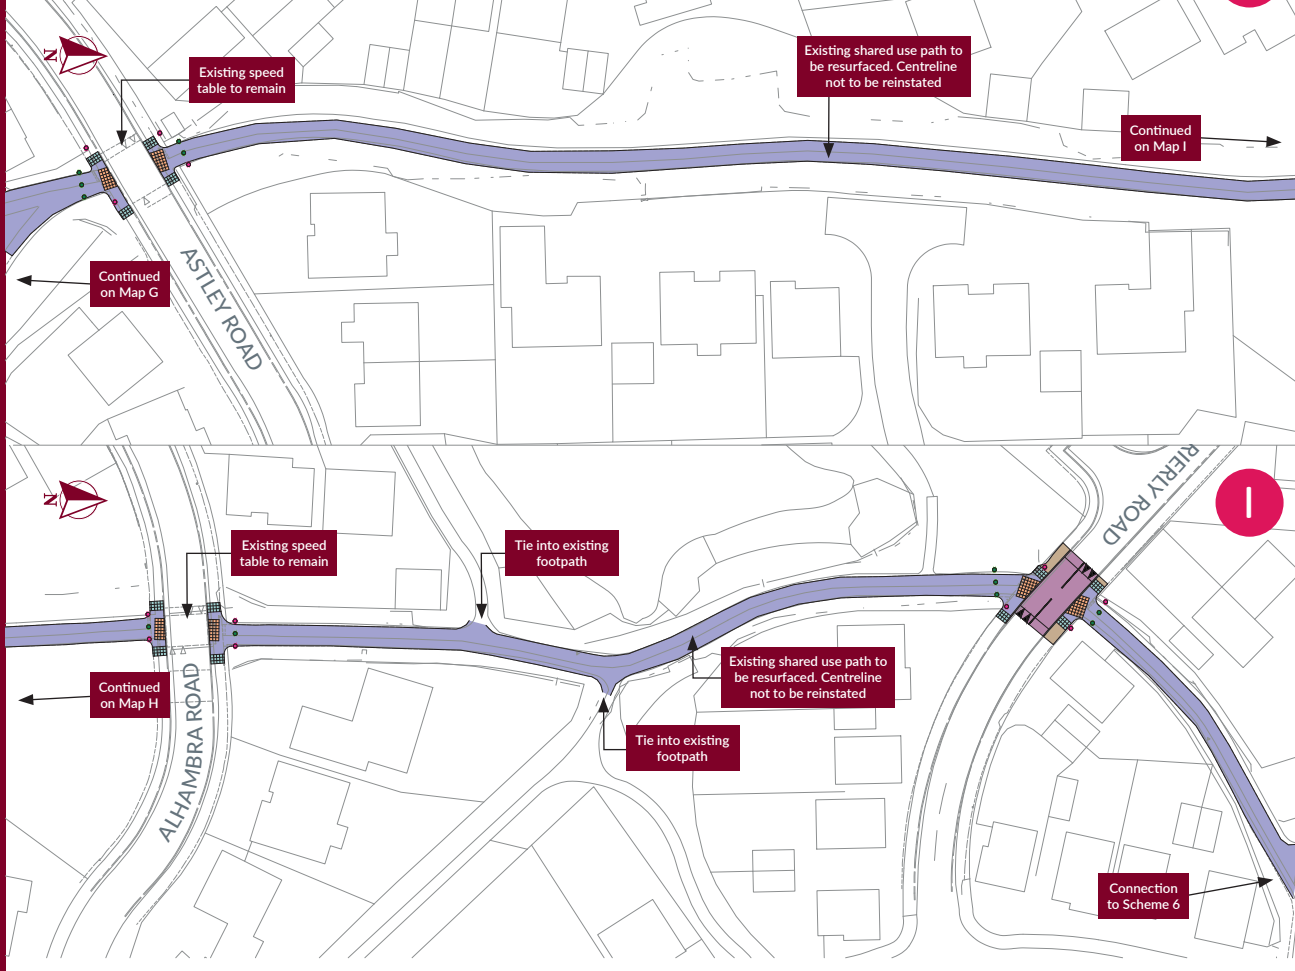 N
Existing speed
table to remain
Existing shared use path to
be resurfaced. Centreline
not to be reinstated
Continued
on Map I
Continued
on Map G
ASTLEY ROAD
N
I
RIERLY ROAD
Existing speed
table to remain
Tie into existing
footpath
Existing shared use path to
be resurfaced. Centreline
not to be reinstated
Continued
on Map H
Tie into existing
footpath
ALHAMBRA ROAD
Connection
to Scheme 6